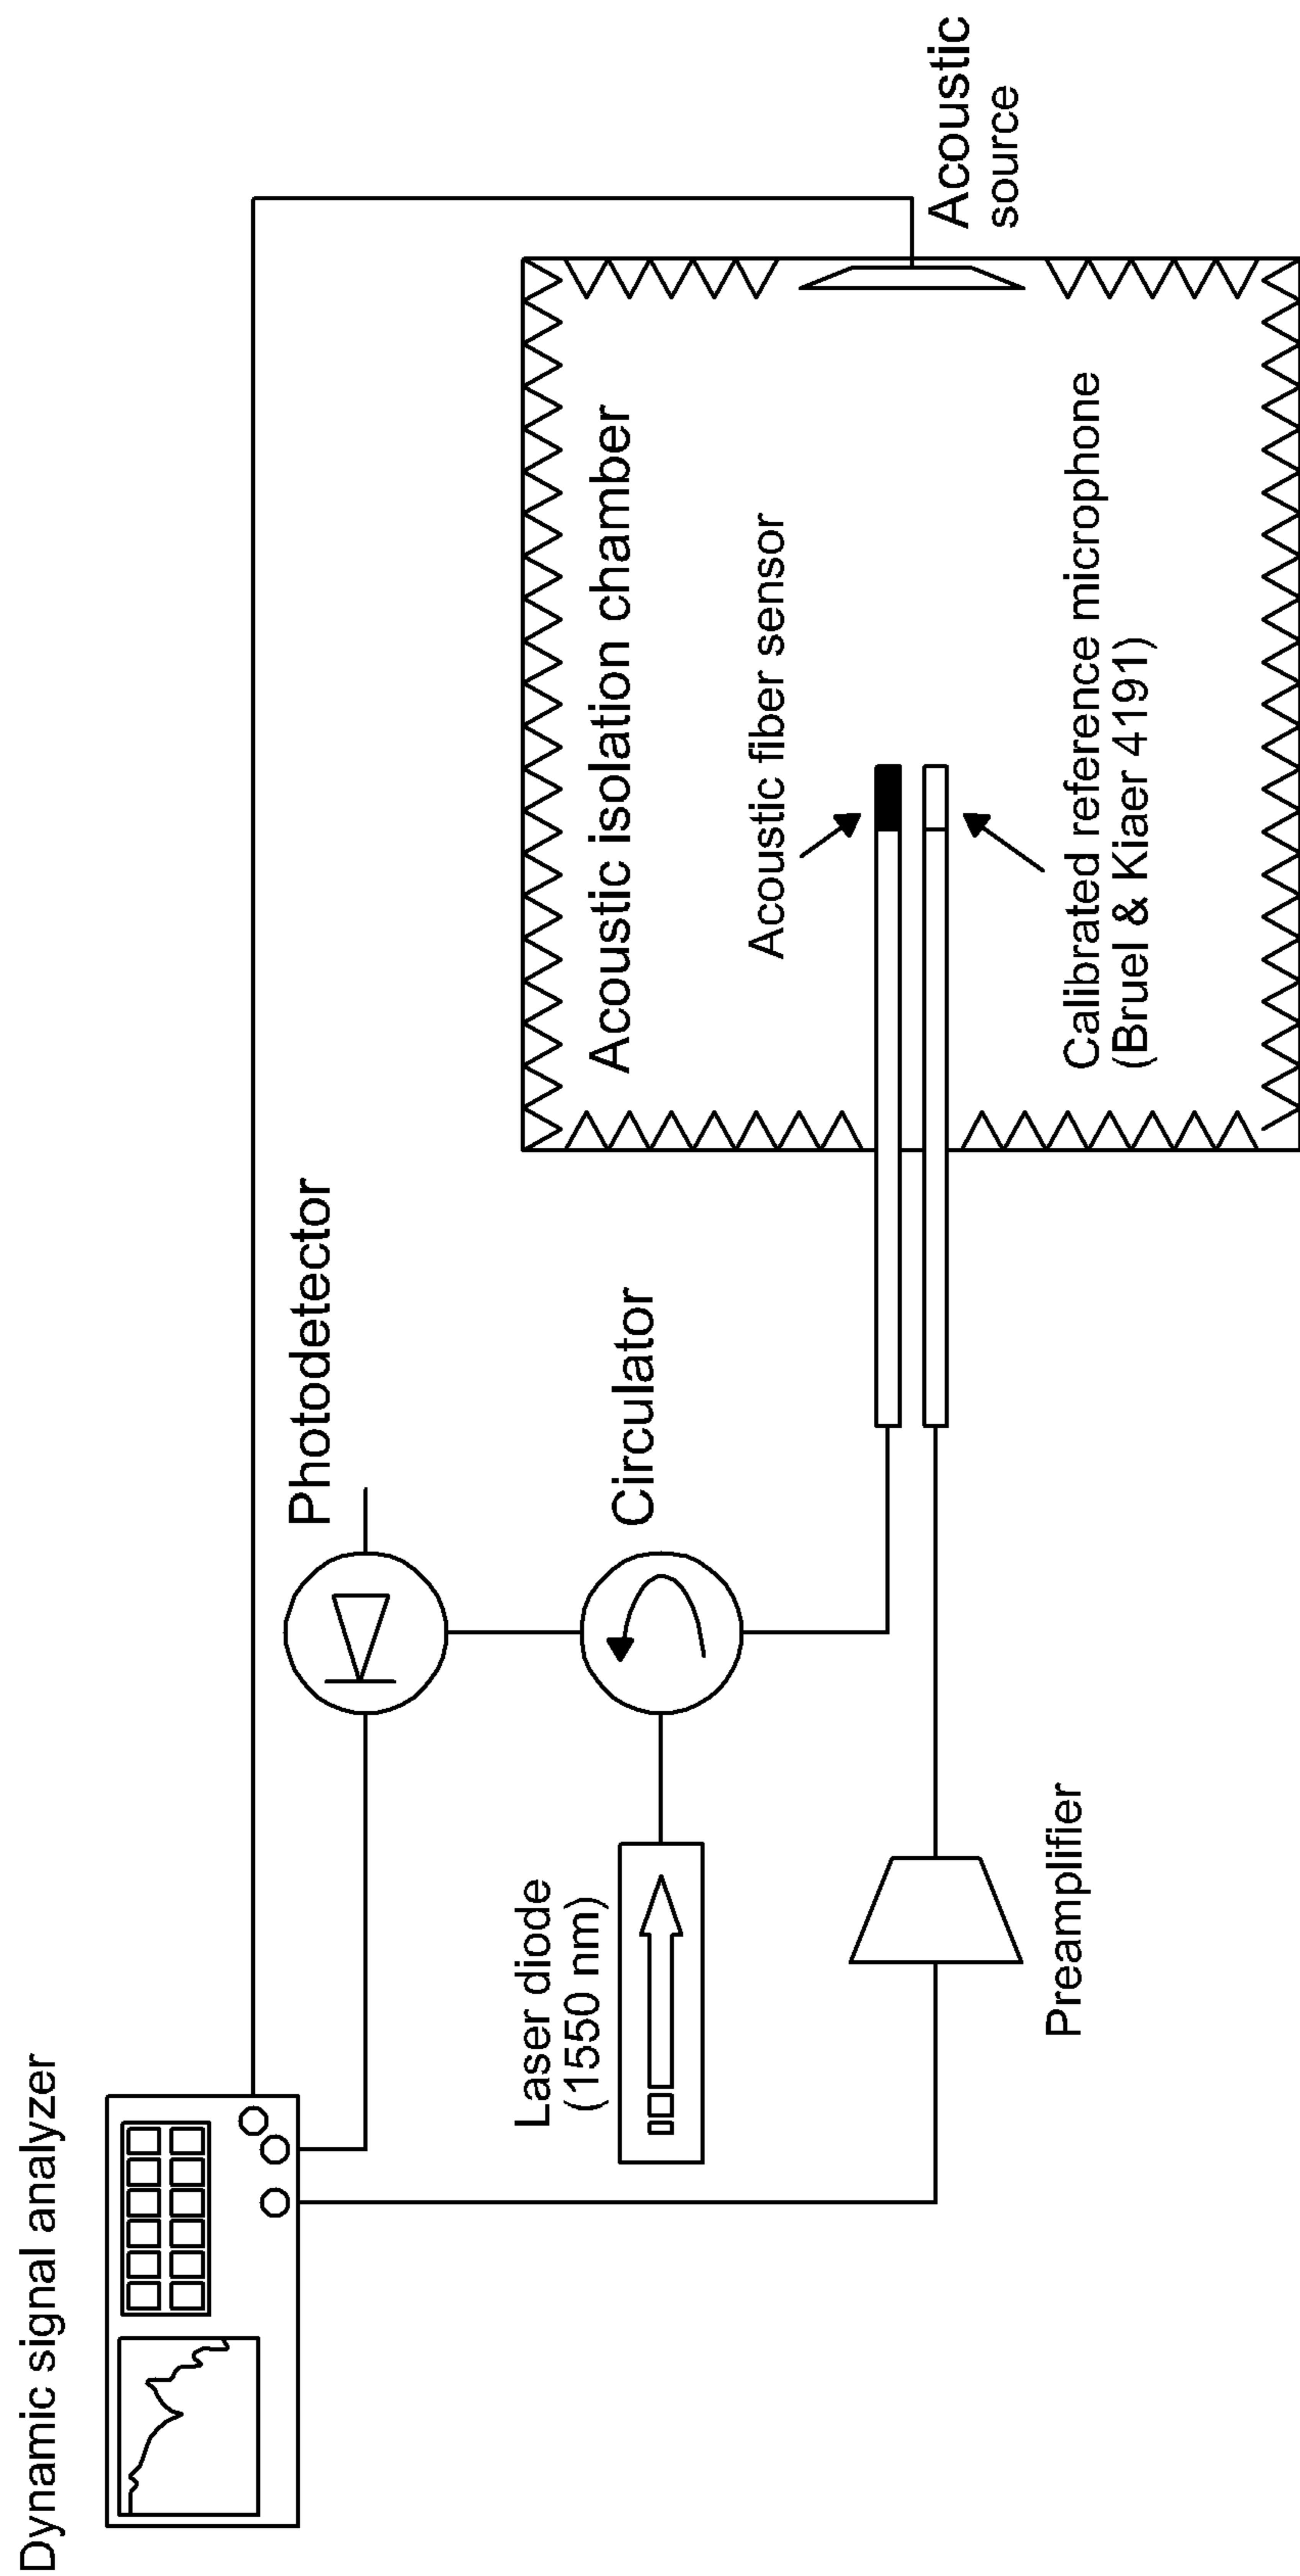 Dynamic signal analyzer
Photodetector
Laser diode
(1550 nm)
Circulator
Acoustic isolation chamber
Acoustic fiber sensor
Acoustic
source
Preamplifier
Calibrated reference microphone
(Bruel & Kiaer 4191)